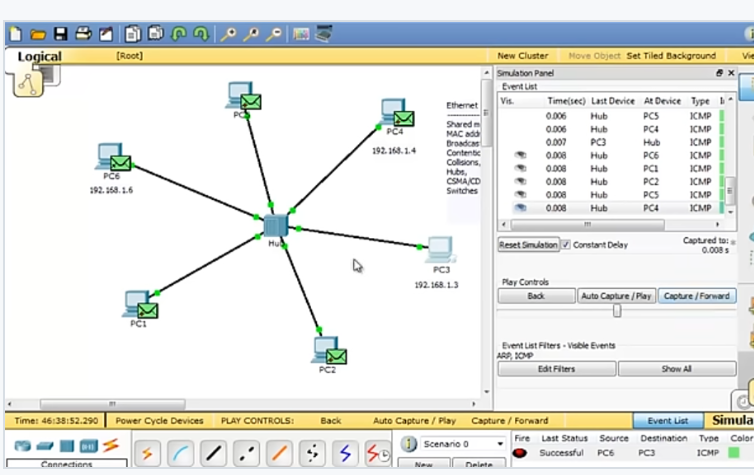 Logical
[Root]
New Cluster
Move Object
Set Tiled Background
PC4
192.168.1.4
PC6
192.168.1.6
Hub
PC3
192.168.1.3
PC1
PC2
Ethernet
Shared m
MAC add
Broadcas
Contentio
Collisions,
Hubs,
CSMA/CD
Switches
Simulation Panel
Event List
Vis. Time(sec) Last Device At Device Type
0.006 Hub PC5 ICMP
0.006 Hub PC4 ICMP
0.007 PC3 Hub ICMP
0.008 Hub PC6 ICMP
0.008 Hub PC1 ICMP
0.008 Hub PC2 ICMP
0.008 Hub PC5 ICMP
0.008 Hub PC4 ICMP
Reset Simulation
Constant Delay
Captured to:
0.008 s
Play Controls
Back
Auto Capture / Play
Capture / Forward
Event List Filters - Visible Events
ARP, ICMP
Edit Filters
Show All
Time: 46:38:52.290
Power Cycle Devices
PLAY CONTROLS:
Back
Auto Capture / Play
Capture / Forward
Event List
Simula
Connections
Scenario 0
New
Delete
Fire Last Status Source Destination Type Color
Successful PC6 PC3 ICMP